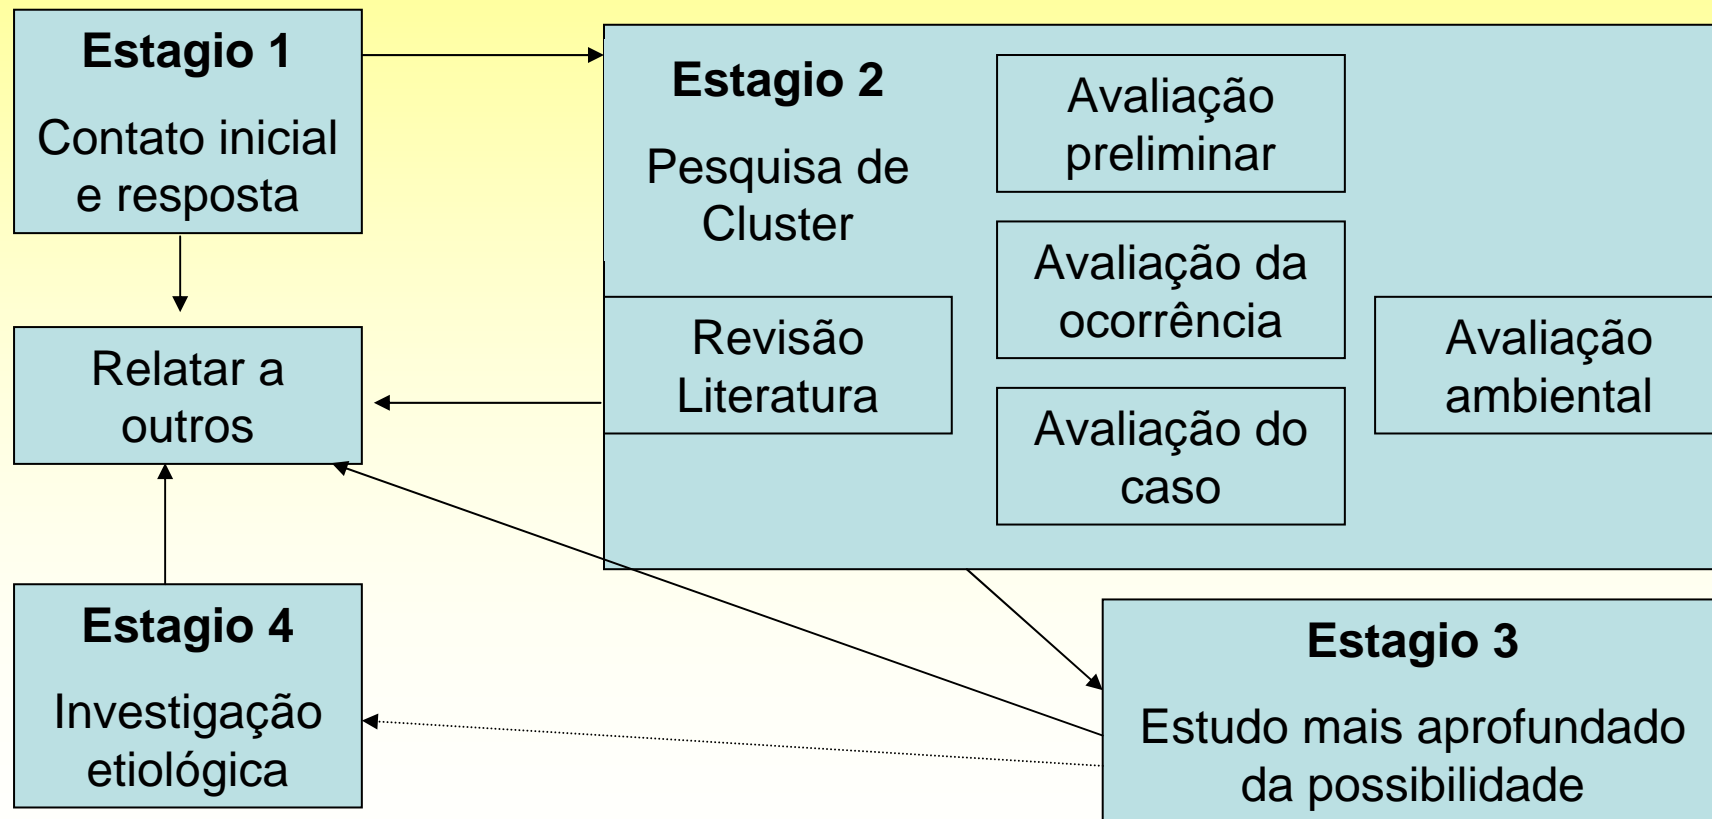 Estagio 1
Contato inicial
e resposta
Estagio 2
Pesquisa de
Cluster
Avaliação
preliminar
Avaliação da
ocorrência
Avaliação do
caso
Revisão
Literatura
Avaliação
ambiental
Relatar a
outros
Estagio 3
Estudo mais aprofundado
da possibilidade
Estagio 4
Investigação
etiológica